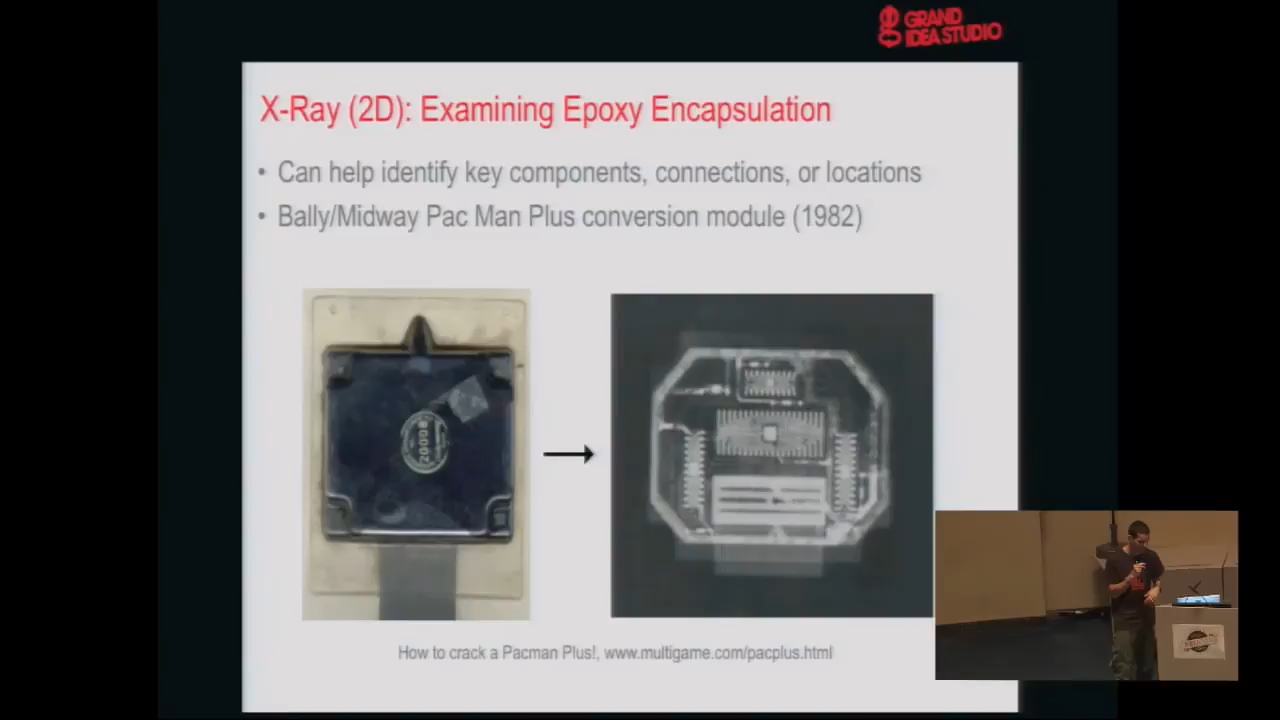 GRAND
IDEA STUDIO
X-Ray (2D): Examining Epoxy Encapsulation
• Can help identify key components, connections, or locations
• Bally/Midway Pac Man Plus conversion module (1982)
20008
How to crack a Pacman Plus!, www.multigame.com/pacplus.html